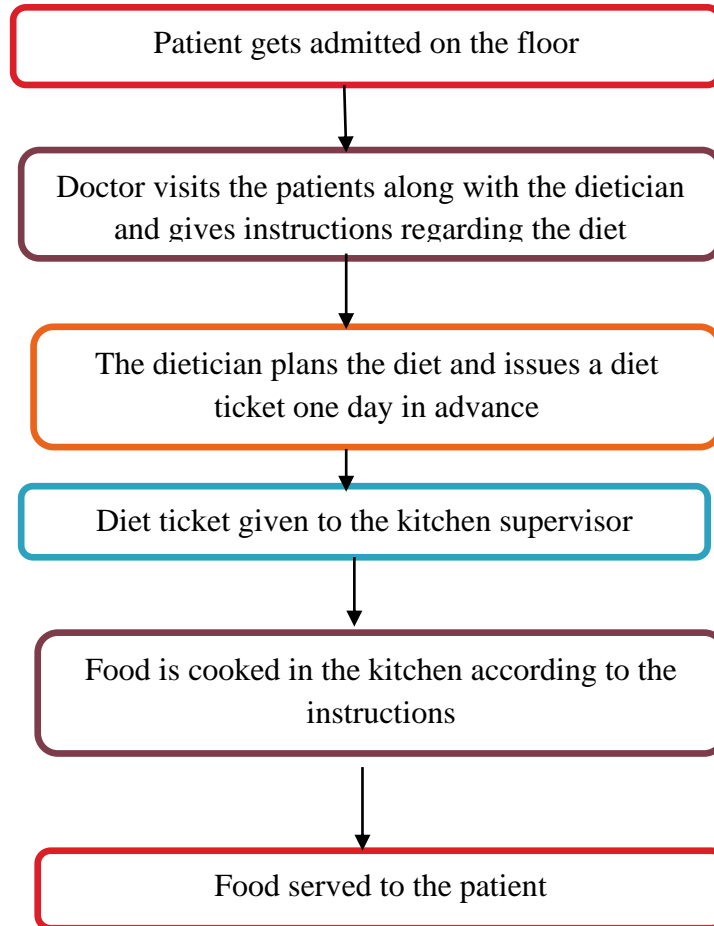 Patient gets admitted on the floor
Doctor visits the patients along with the dietician
and gives instructions regarding the diet
The dietician plans the diet and issues a diet
ticket one day in advance
Diet ticket given to the kitchen supervisor
Food is cooked in the kitchen according to the
instructions
Food served to the patient